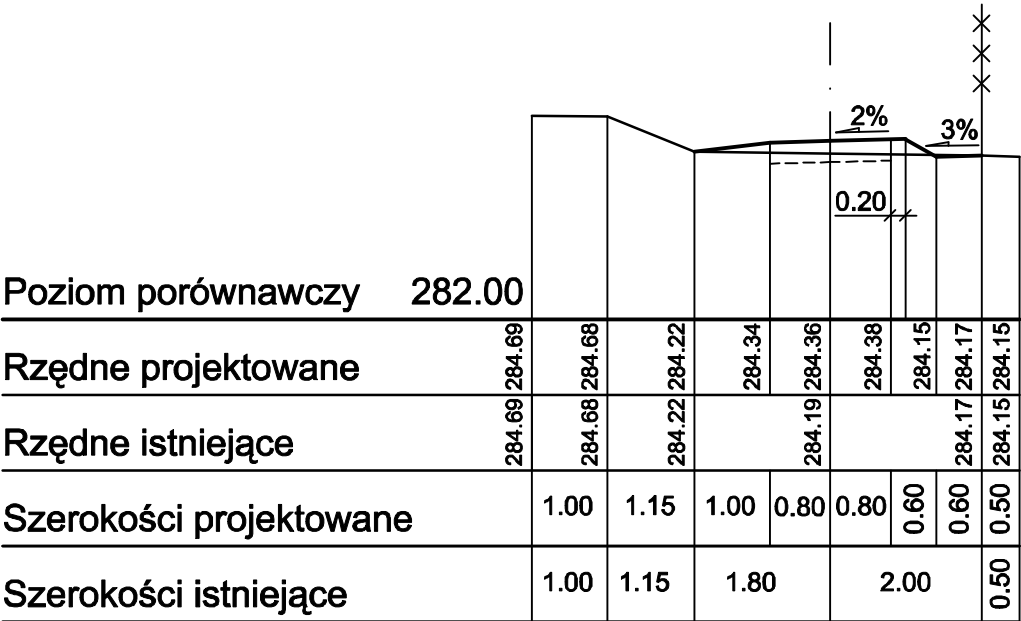 2%
3%
0.20
Poziom porównawczy 282.00
Rzędne projektowane 284.69 284.68 284.22 284.34 284.36 284.38 284.15 284.17 284.15
Rzędne istniejące 284.69 284.68 284.22 284.19 284.17 284.15
Szerokości projektowane 1.00 1.15 1.00 0.80 0.80 0.60 0.60 0.50
Szerokości istniejące 1.00 1.15 1.80 2.00 0.50